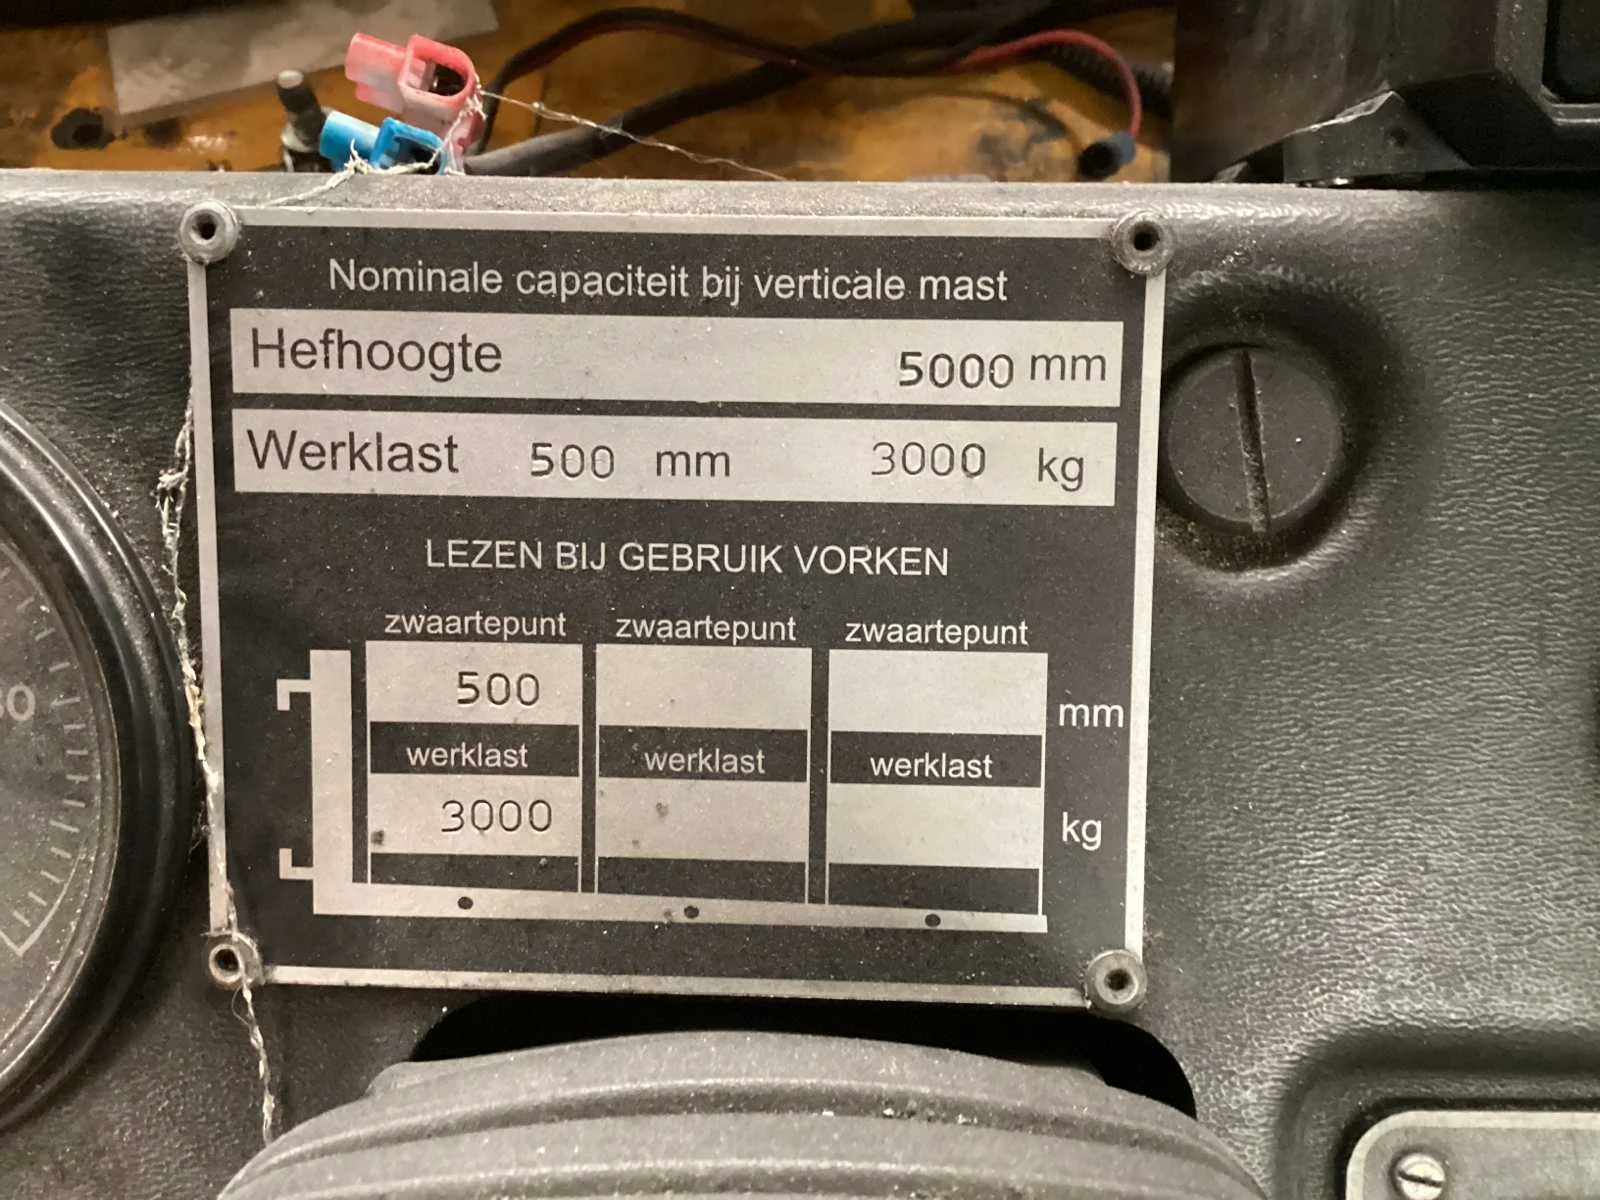 Nominale capaciteit bij verticale mast
Hefhoogte 5000 mm
Werklast 500 mm 3000 kg
LEZEN BIJ GEBRUIK VORKEN
zwaartepunt zwaartepunt zwaartepunt
500 mm
werklast werklast werklast
3000 kg